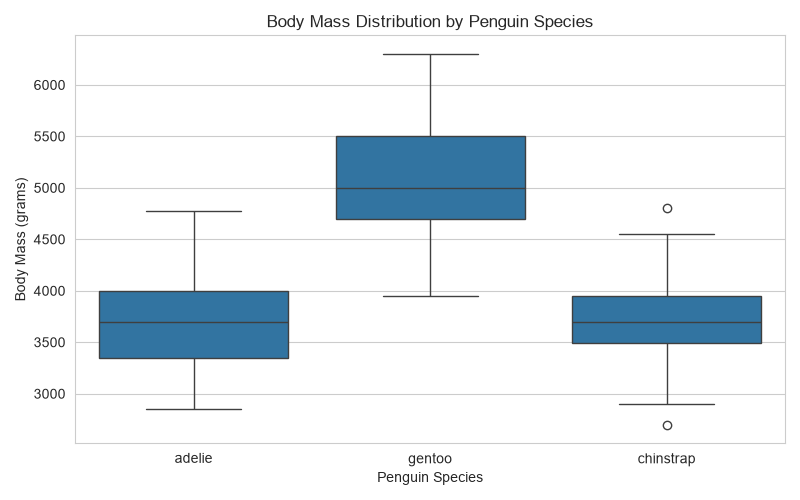 Body Mass Distribution by Penguin Species
Body Mass (grams)
6000
5500
5000
4500
4000
3500
3000
adelie
gentoo
chinstrap
Penguin Species